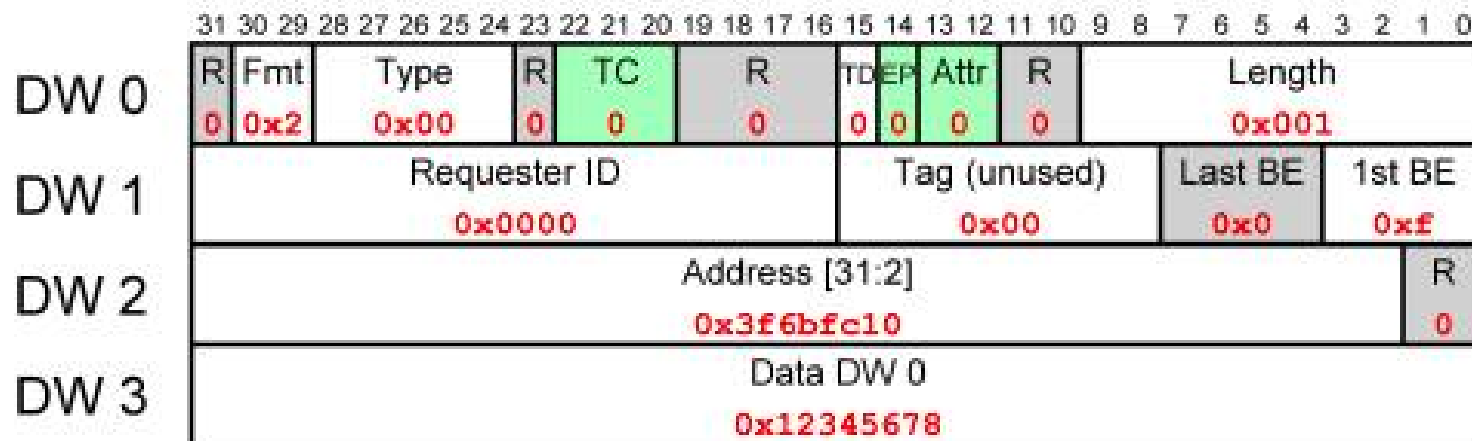 31 30 29 28 27 26 25 24 23 22 21 20 19 18 17 16 15 14 13 12 11 10 9 8 7 6 5 4 3 2 1 0
DW 0 R Fmt Type R TC R TD EP Attr R Length
0 0x2 0x00 0 0 0 0 0 0 0 0x001
DW 1 Requester ID Tag (unused) Last BE 1st BE
0x0000 0x00 0x0 0xf
DW 2 Address [31:2] R
0x3f6bfc10 0
DW 3 Data DW 0
0x12345678